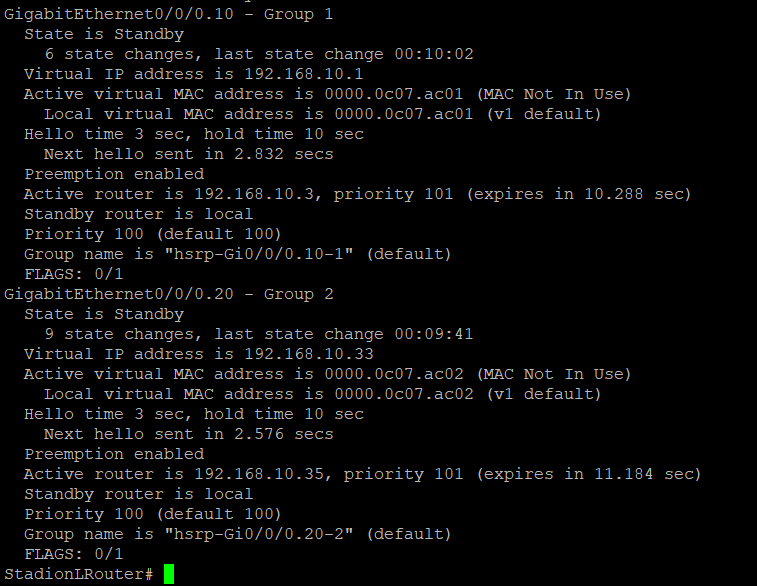 GigabitEthernet0/0/0.10 - Group 1
  State is Standby
    6 state changes, last state change 00:10:02
  Virtual IP address is 192.168.10.1
  Active virtual MAC address is 0000.0c07.ac01 (MAC Not In Use)
    Local virtual MAC address is 0000.0c07.ac01 (v1 default)
  Hello time 3 sec, hold time 10 sec
    Next hello sent in 2.832 secs
  Preemption enabled
  Active router is 192.168.10.3, priority 101 (expires in 10.288 sec)
  Standby router is local
  Priority 100 (default 100)
  Group name is "hsrp-Gi0/0/0.10-1" (default)
  FLAGS: 0/1
GigabitEthernet0/0/0.20 - Group 2
  State is Standby
    9 state changes, last state change 00:09:41
  Virtual IP address is 192.168.10.33
  Active virtual MAC address is 0000.0c07.ac02 (MAC Not In Use)
    Local virtual MAC address is 0000.0c07.ac02 (v1 default)
  Hello time 3 sec, hold time 10 sec
    Next hello sent in 2.576 secs
  Preemption enabled
  Active router is 192.168.10.35, priority 101 (expires in 11.184 sec)
  Standby router is local
  Priority 100 (default 100)
  Group name is "hsrp-Gi0/0/0.20-2" (default)
  FLAGS: 0/1
StadionLRouter#